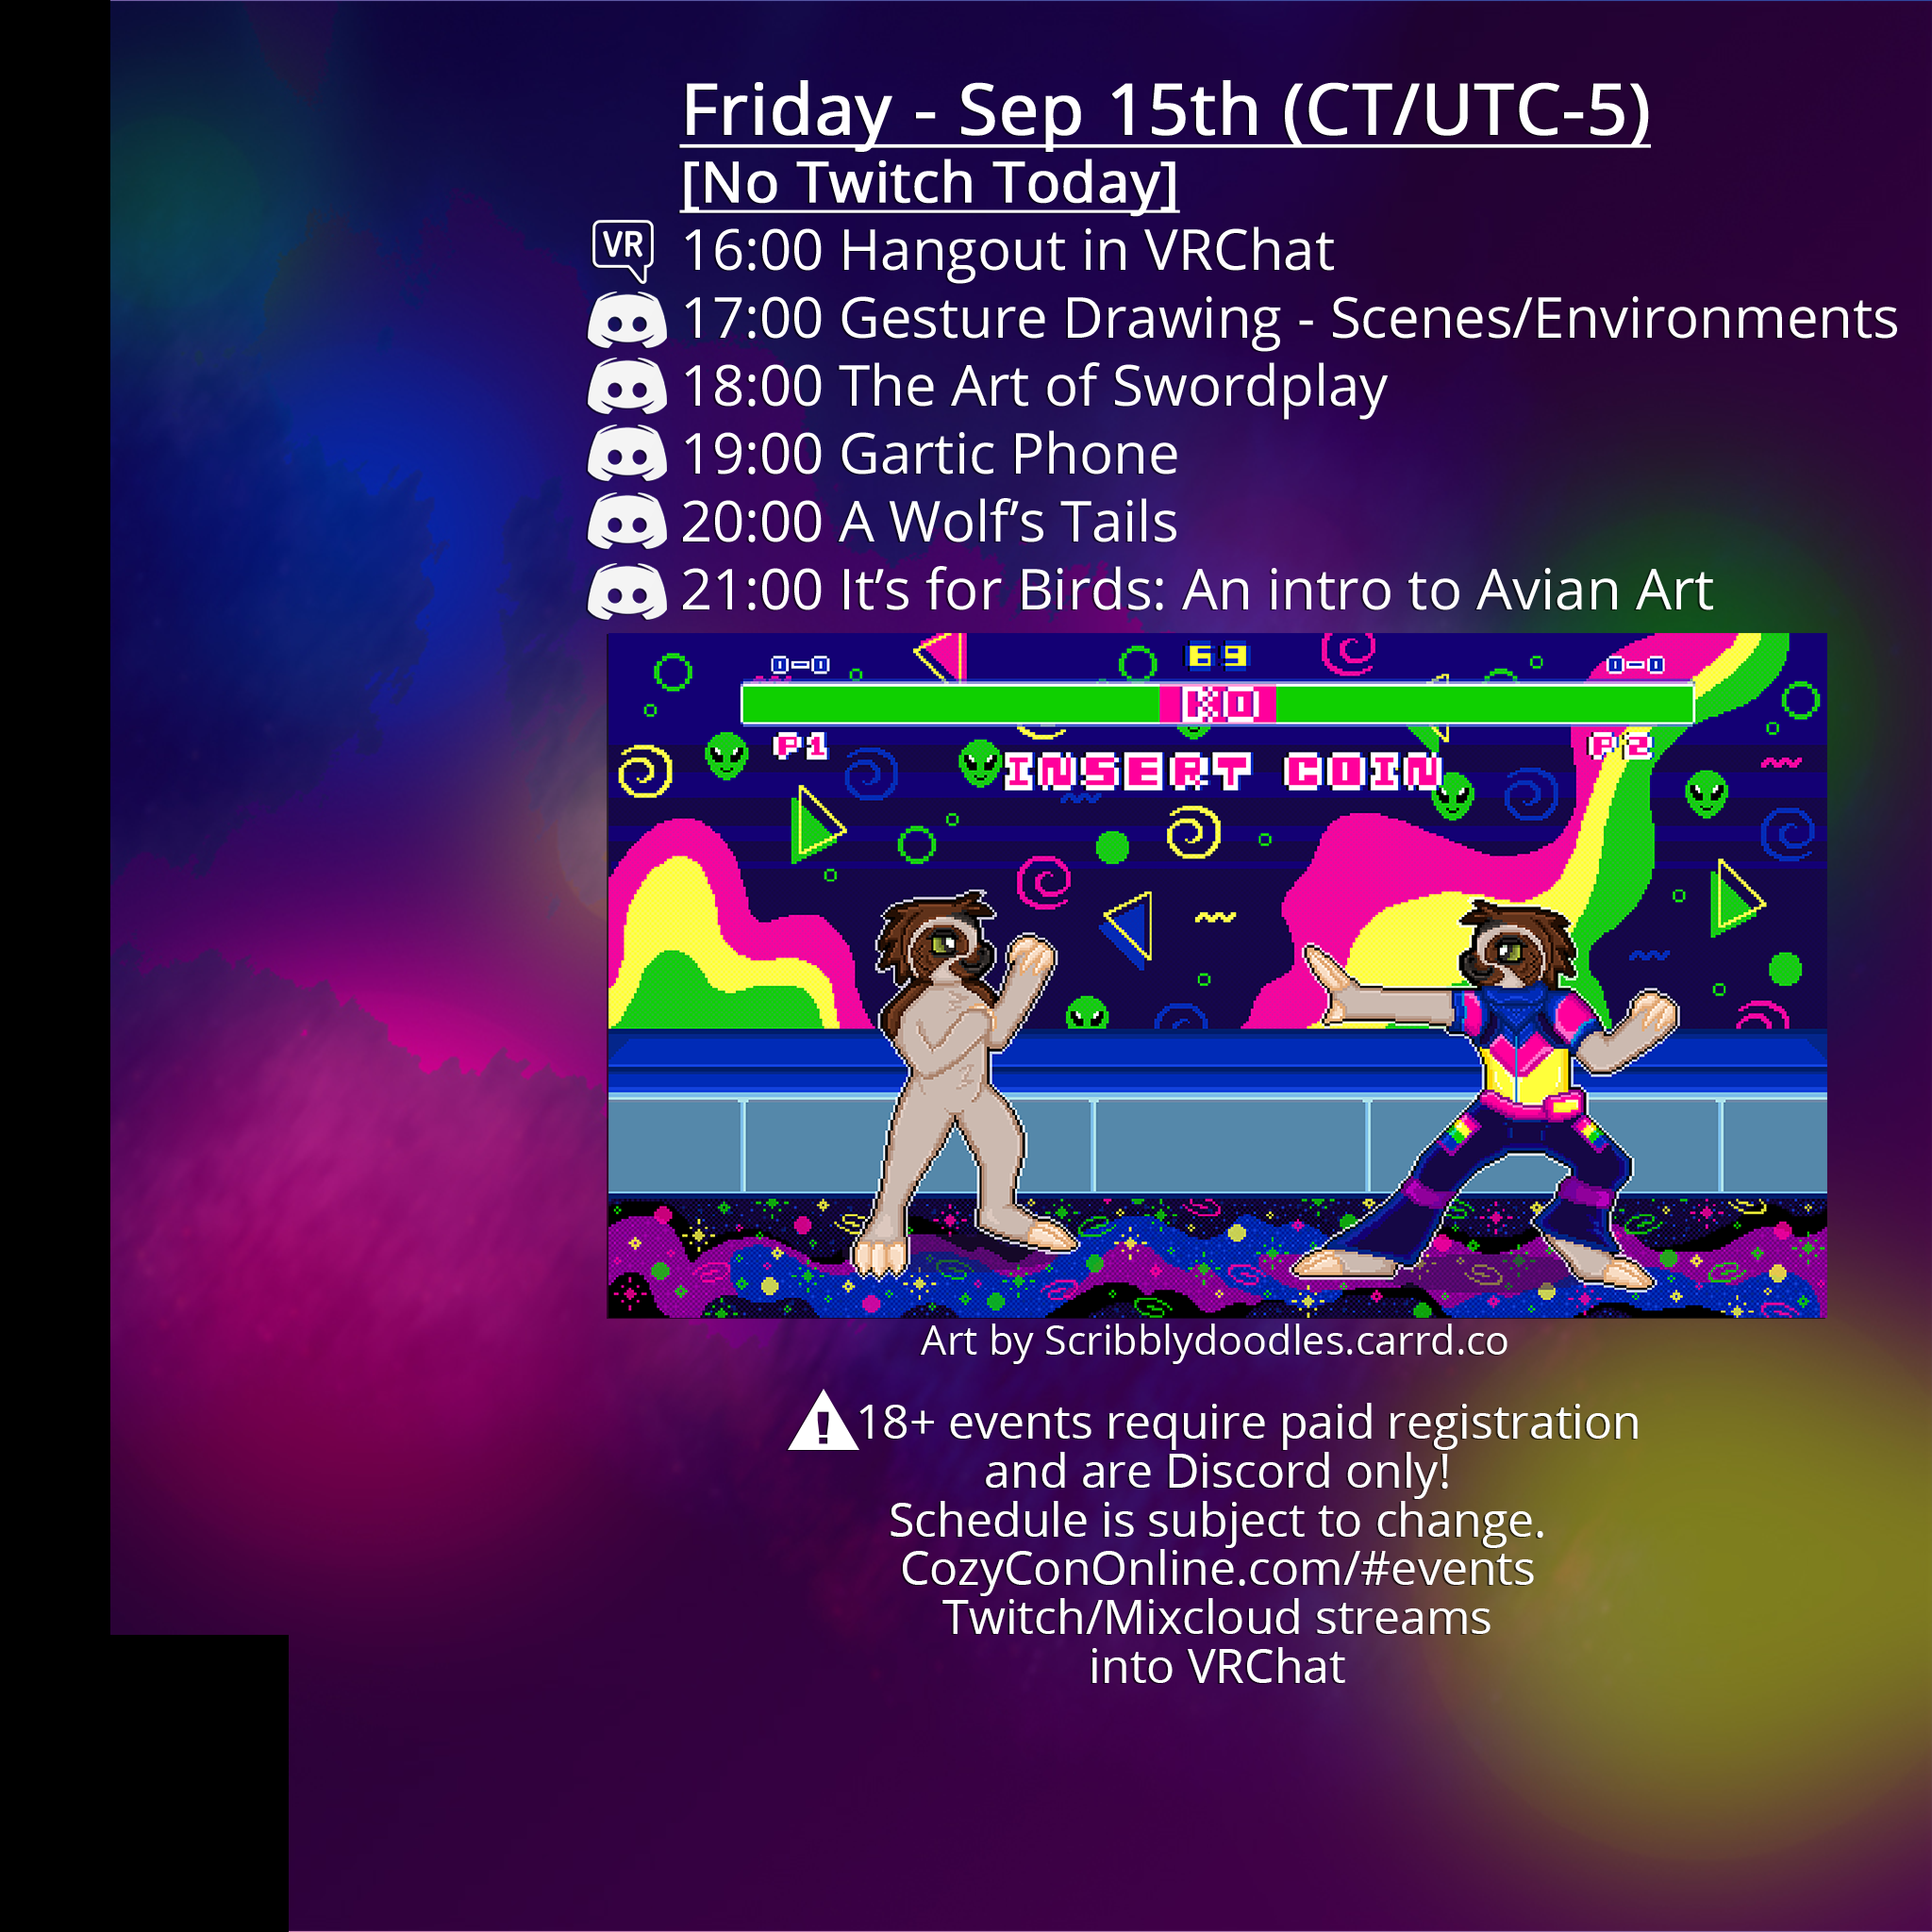 Friday - Sep 15th (CT/UTC-5)
[No Twitch Today]
VR 16:00 Hangout in VRChat
17:00 Gesture Drawing - Scenes/Environments
18:00 The Art of Swordplay
19:00 Gartic Phone
20:00 A Wolf’s Tails
21:00 It’s for Birds: An intro to Avian Art
0-0 69 0-0
KO
P1 P2
INSERT COIN
Art by Scribblydoodles.carrd.co
18+ events require paid registration
and are Discord only!
Schedule is subject to change.
CozyConOnline.com/#events
Twitch/Mixcloud streams
into VRChat